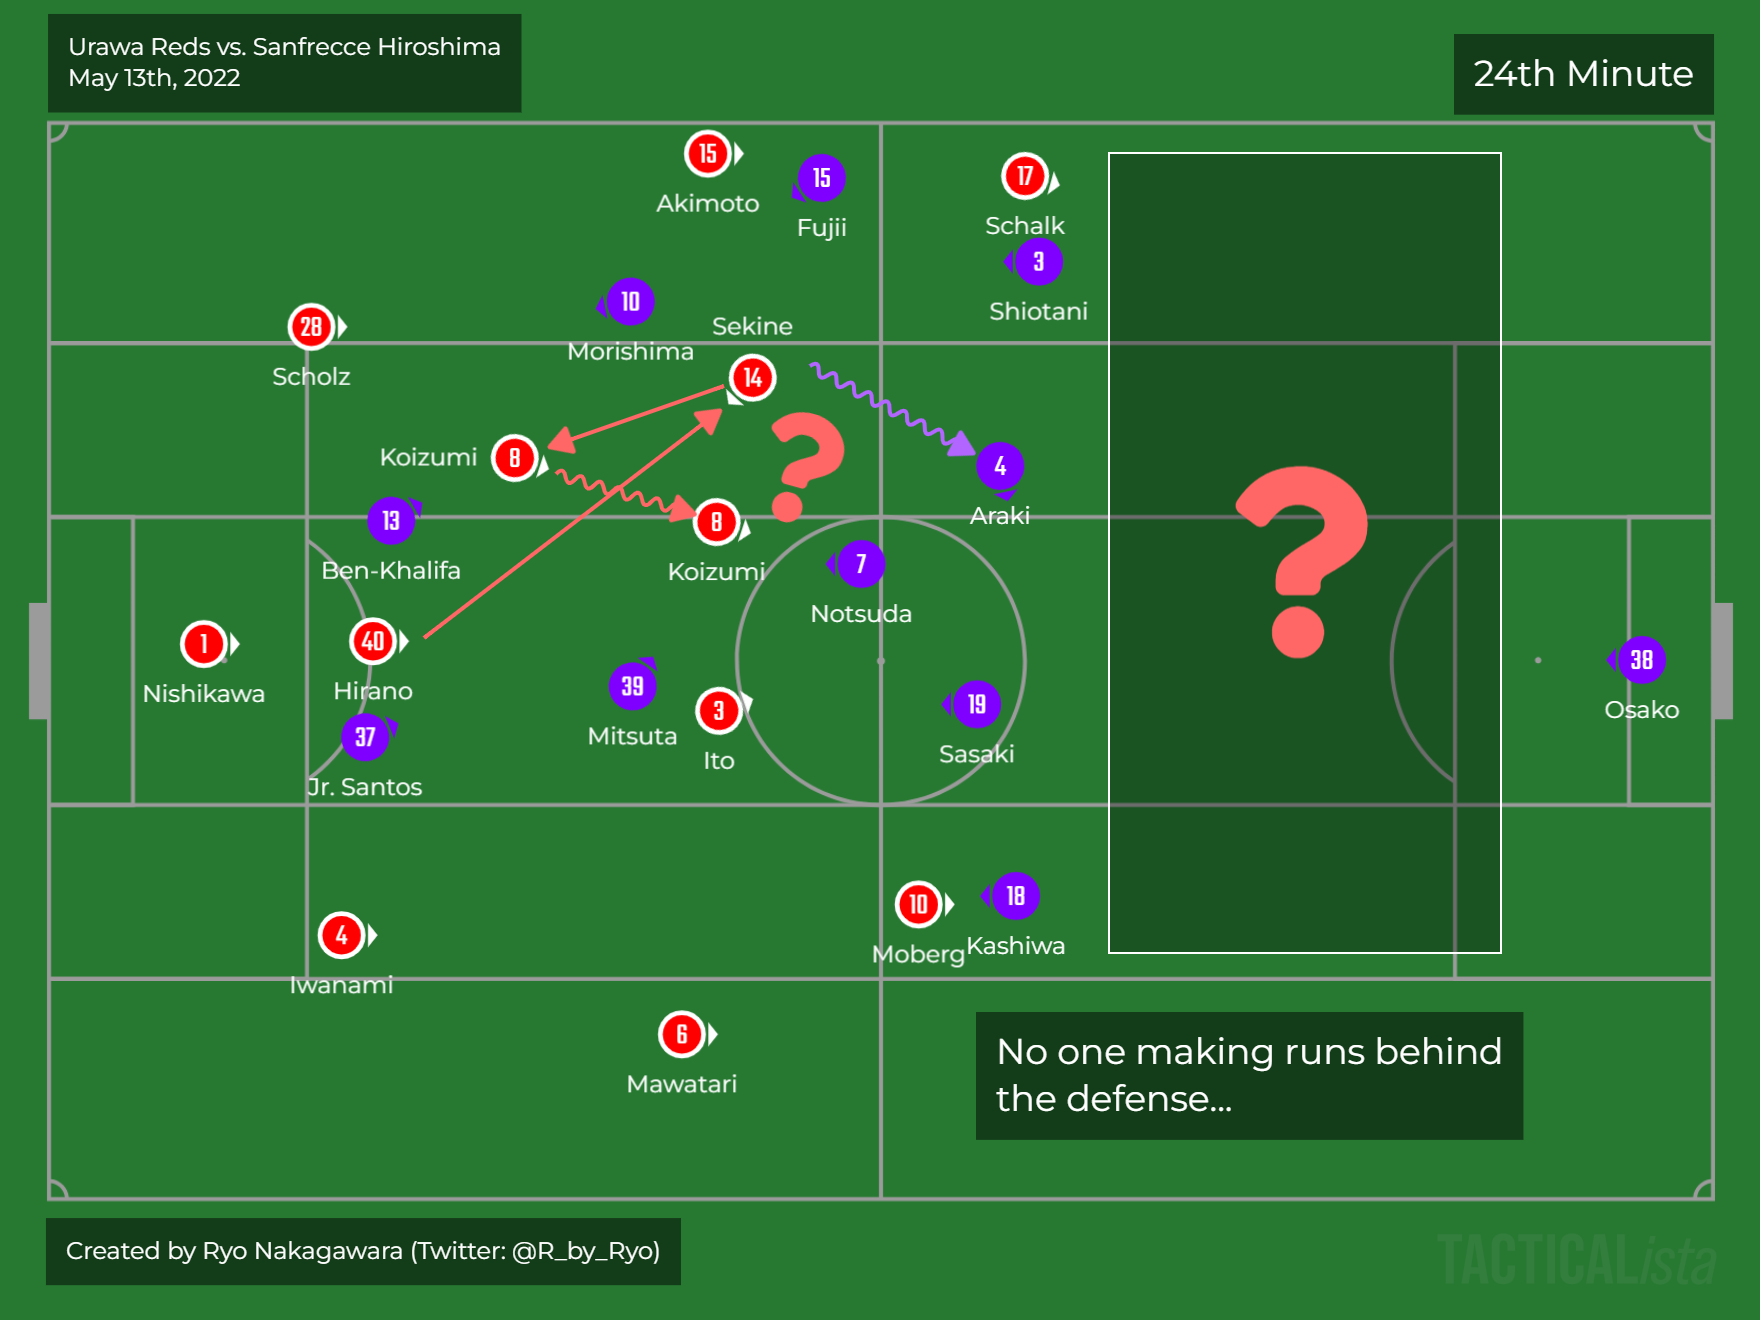 Urawa Reds vs. Sanfrecce Hiroshima
May 13th, 2022
24th Minute
15
Akimoto
15
Fujii
17
Schalk
3
Shiotani
10
Morishima
Sekine
14
28
Scholz
Koizumi
8
4
Araki
13
Ben-Khalifa
8
Koizumi
7
Notsuda
1
Nishikawa
40
Hirano
39
Mitsuta
3
Ito
19
Sasaki
38
Osako
37
Jr. Santos
10
Moberg
18
Kashiwa
4
Iwanami
6
Mawatari
No one making runs behind
the defense...
Created by Ryo Nakagawara (Twitter: @R_by_Ryo)
TACTICALista